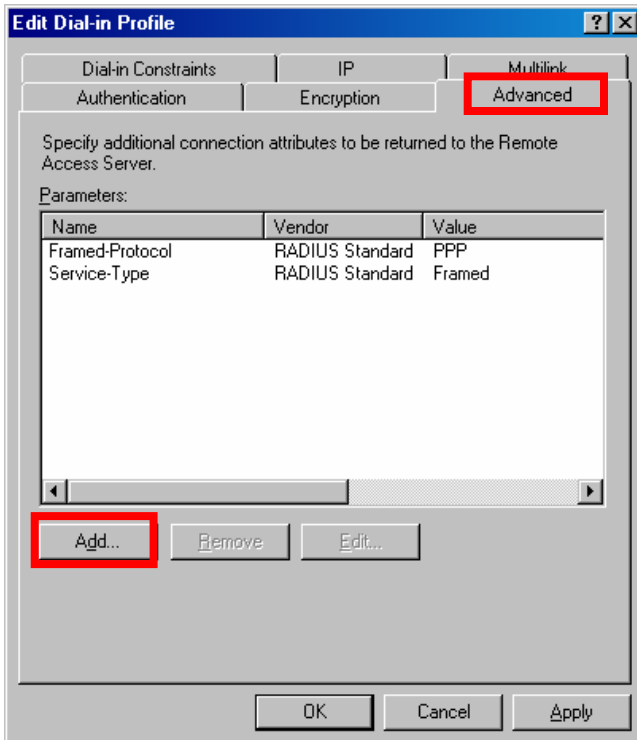 Edit Dial-in Profile
Dial-in Constraints IP Multilink
Authentication Encryption Advanced
Specify additional connection attributes to be returned to the Remote
Access Server.
Parameters:
Name Vendor Value
Framed-Protocol RADIUS Standard PPP
Service-Type RADIUS Standard Framed
Add... Remove Edit...
OK Cancel Apply